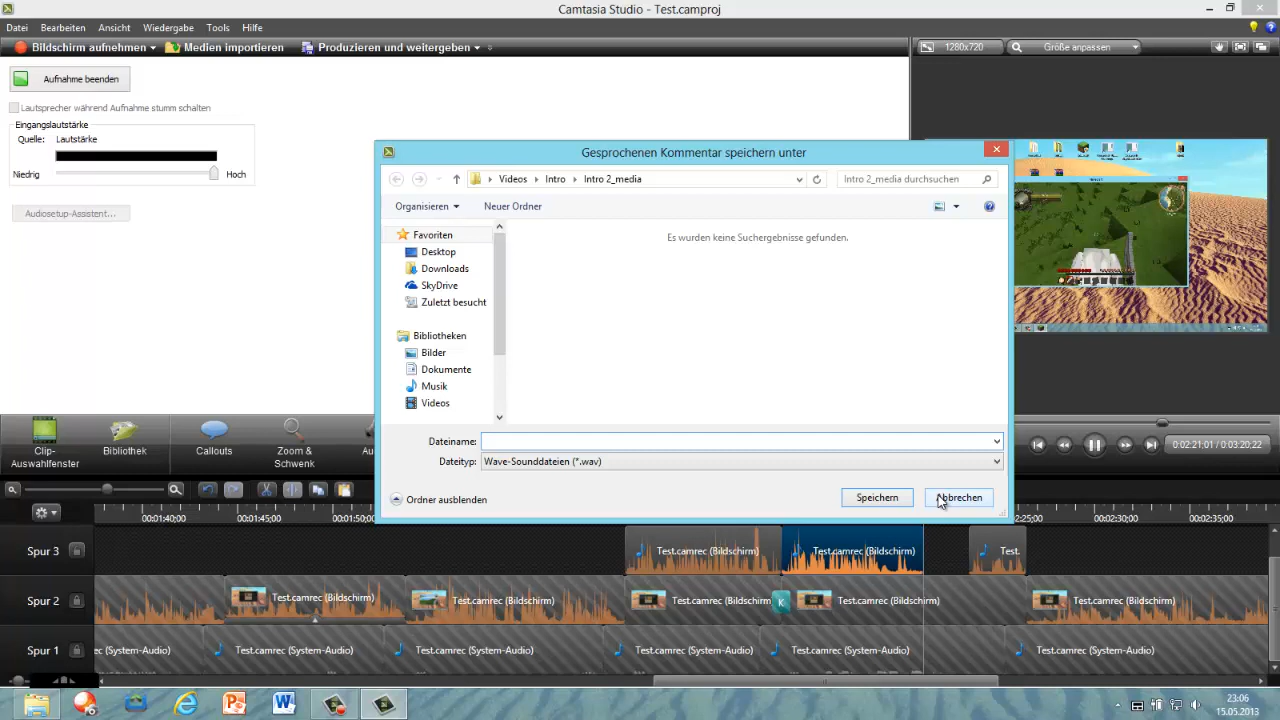 Camtasia Studio - Test.camproj
Datei Bearbeiten Ansicht Wiedergabe Tools Hilfe
Bildschirm aufnehmen Medien importieren Produzieren und weitergeben
1280x720 Größe anpassen
Aufnahme beenden
Lautsprecher während Aufnahme stumm schalten
Eingangslautstärke
Quelle: Lautstärke
Niedrig Hoch
Audiosetup-Assistent...
Gesprochenen Kommentar speichern unter
Videos Intro Intro 2_media
Intro 2_media durchsuchen
Organisieren Neuer Ordner
Favoriten
Desktop
Downloads
SkyDrive
Zuletzt besucht
Bibliotheken
Bilder
Dokumente
Musik
Videos
Es wurden keine Suchergebnisse gefunden.
Dateiname:
Dateityp: Wave-Sounddateien (*.wav)
Ordner ausblenden
Speichern Abbrechen
Clip-Auswahlfenster
Bibliothek
Callouts
Zoom & Schwenk
0:02:21;01 / 0:03:20;22
00:01:40;00 00:01:45;00 00:01:50;00 25;00 00:02:30;00 00:02:35;00
Spur 3 Test.camrec (Bildschirm) Test.camrec (Bildschirm) Test.
Spur 2 Test.camrec (Bildschirm) Test.camrec (Bildschirm) Test.camrec (Bildschirm K Test.camrec (Bildschirm) Test.camrec (Bildschirm)
Spur 1 ec (System-Audio) Test.camrec (System-Audio) Test.camrec (System-Audio) Test.camrec (System-Audio) Test.camrec (System-Audio) Test.camrec (System-Audio)
23:06
15.05.2013